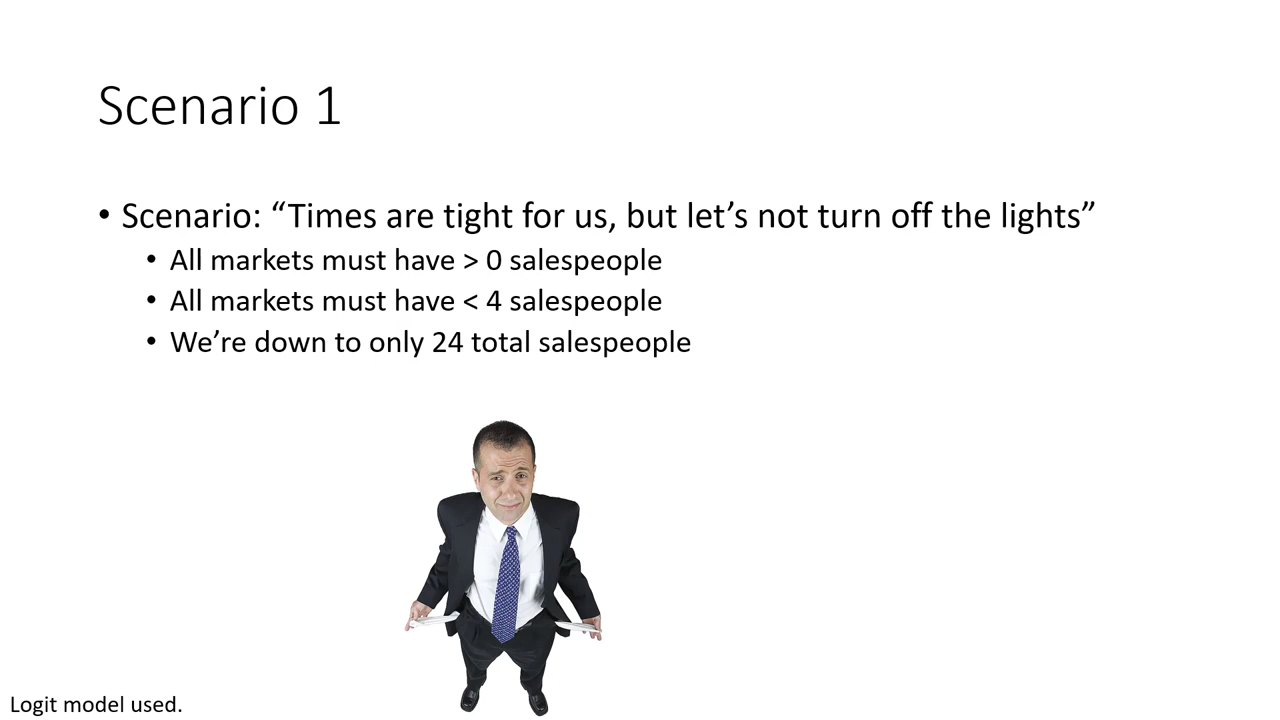 Scenario 1
• Scenario: “Times are tight for us, but let’s not turn off the lights”
• All markets must have > 0 salespeople
• All markets must have < 4 salespeople
• We’re down to only 24 total salespeople
Logit model used.